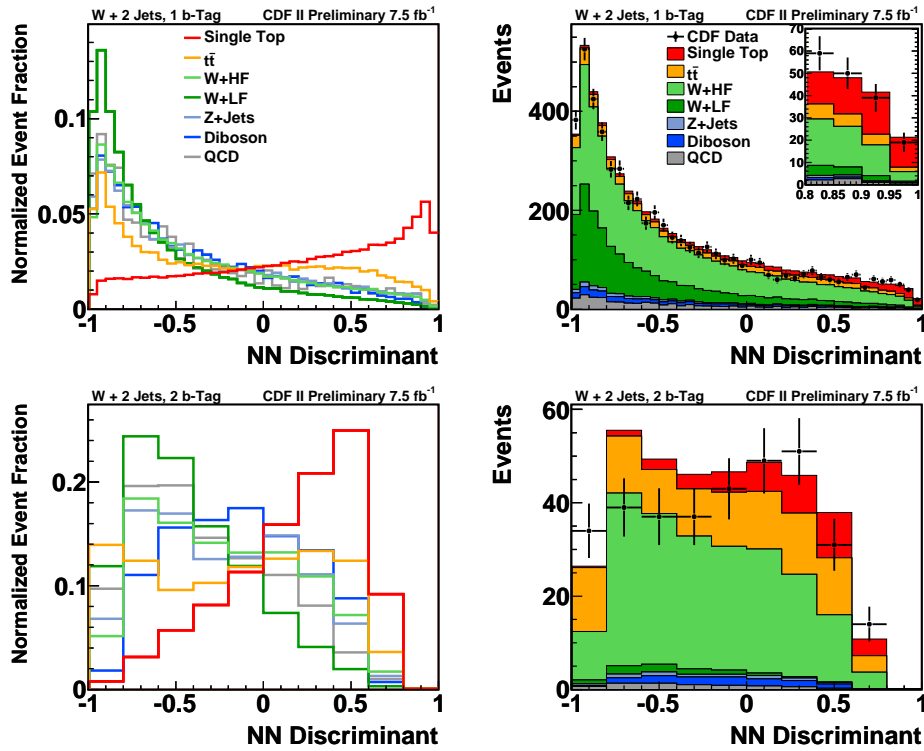 W + 2 Jets, 1 b-Tag CDF II Preliminary 7.5 fb⁻¹
Normalized Event Fraction
0.1
0.05
0
Single Top
tt̄
W+HF
W+LF
Z+Jets
Diboson
QCD
-1 -0.5 0 0.5 1
NN Discriminant
W + 2 Jets, 1 b-Tag CDF II Preliminary 7.5 fb⁻¹
Events
400
200
0
CDF Data
Single Top
tt̄
W+HF
W+LF
Z+Jets
Diboson
QCD
70
60
50
40
30
20
10
0
0.8 0.85 0.9 0.95 1
-1 -0.5 0 0.5 1
NN Discriminant
W + 2 Jets, 2 b-Tag CDF II Preliminary 7.5 fb⁻¹
Normalized Event Fraction
0.2
0.1
0
-1 -0.5 0 0.5 1
NN Discriminant
W + 2 Jets, 2 b-Tag CDF II Preliminary 7.5 fb⁻¹
Events
60
40
20
0
-1 -0.5 0 0.5 1
NN Discriminant